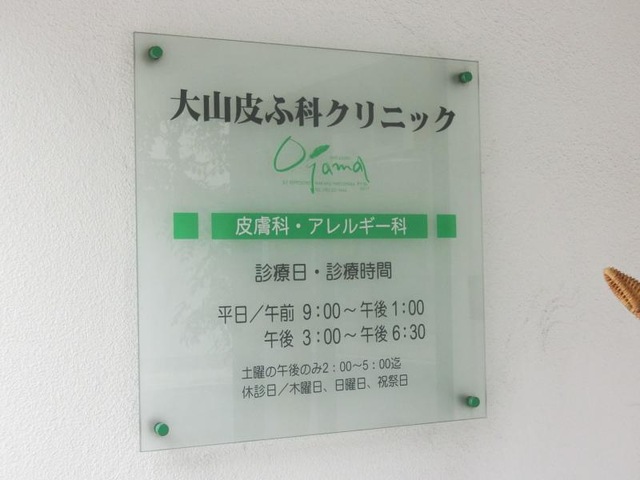 大山皮ふ科クリニック
Oyama
皮膚科・アレルギー科
診療日・診療時間
平日／午前 9：00～午後1：00
午後 3：00～午後6：30
土曜の午後のみ2：00～5：00迄
休診日／木曜日、日曜日、祝祭日